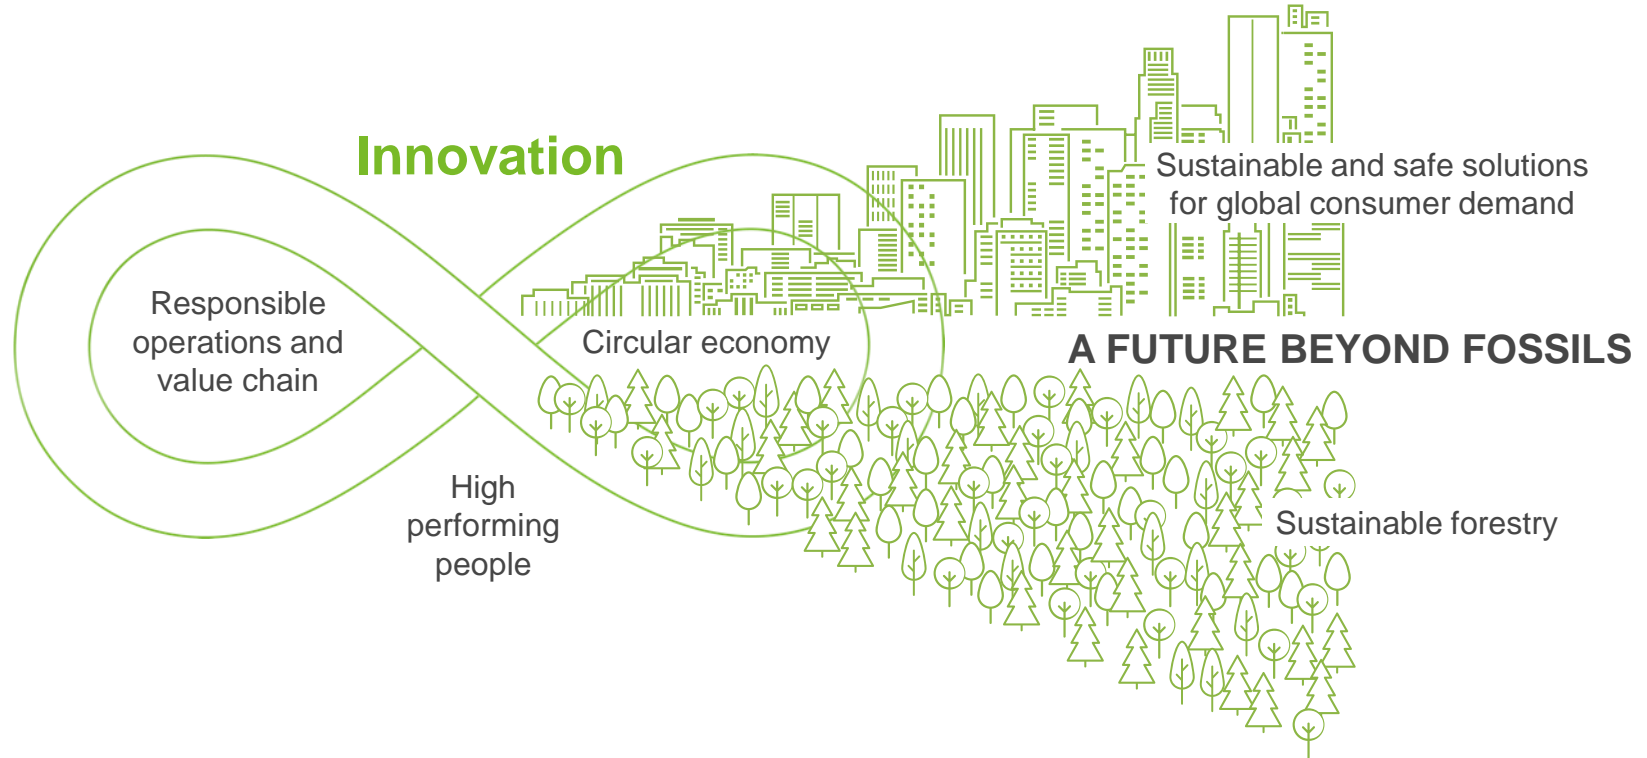 Innovation
Sustainable and safe solutions
for global consumer demand
Responsible
operations and
value chain
Circular economy
A FUTURE BEYOND FOSSILS
High
performing
people
Sustainable forestry